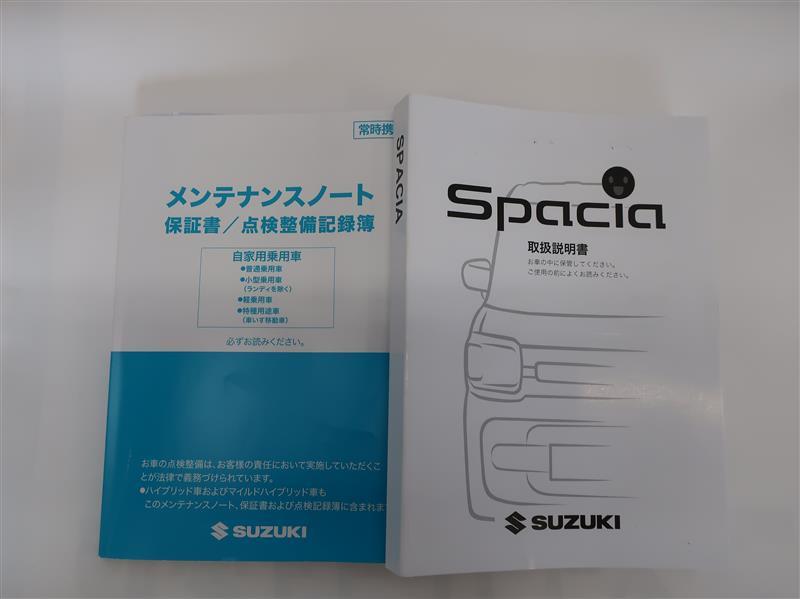 常時携
メンテナンスノート
保証書／点検整備記録簿
自家用乗用車
●普通乗用車
●小型乗用車
(ランディを除く)
●軽乗用車
●特種用途車
(車いす移動車)
必ずお読みください。
お車の点検整備は、お客様の責任において実施していただくこ
とが法律で義務づけられています。
●ハイブリッド車およびマイルドハイブリッド車も
このメンテナンスノート、保証書および点検記録簿に含まれます
SUZUKI
SPACIA
Spacia
取扱説明書
お車の中に保管してください。
ご使用の前によくお読みください。
SUZUKI